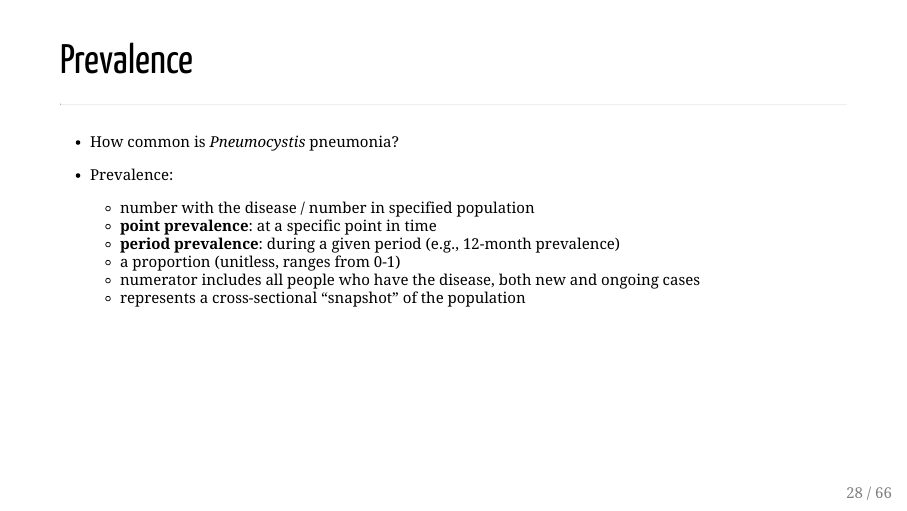 Prevalence
• How common is Pneumocystis pneumonia?
• Prevalence:
◦ number with the disease / number in specified population
◦ point prevalence: at a specific point in time
◦ period prevalence: during a given period (e.g., 12-month prevalence)
◦ a proportion (unitless, ranges from 0-1)
◦ numerator includes all people who have the disease, both new and ongoing cases
◦ represents a cross-sectional “snapshot” of the population
28 / 66